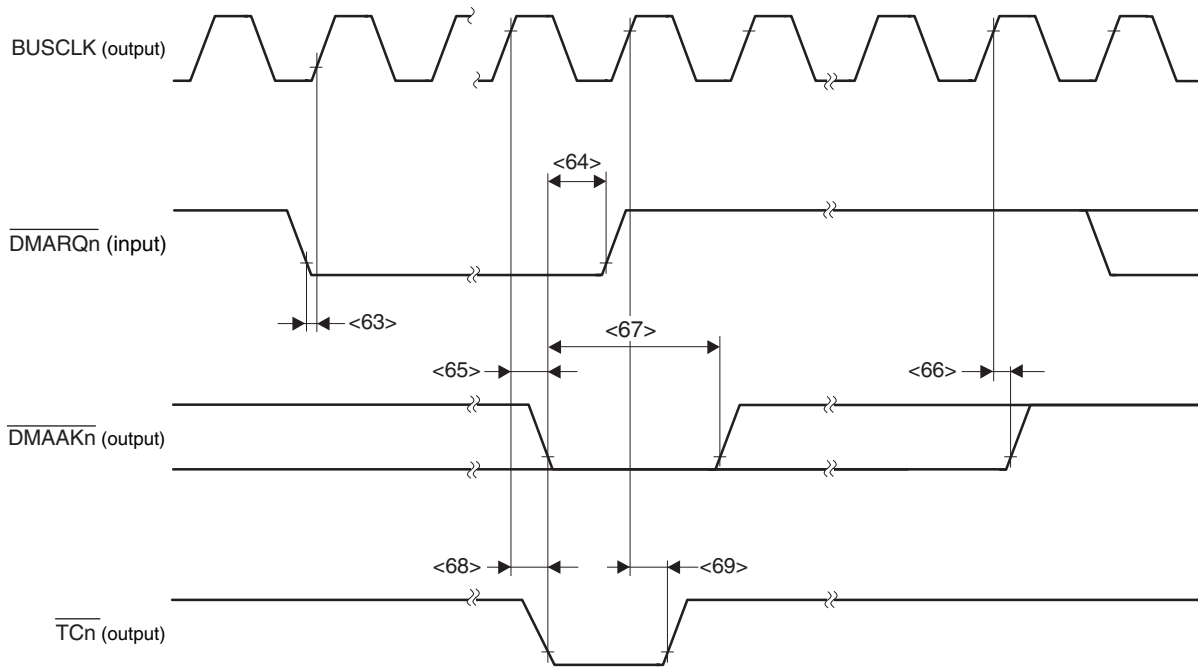 BUSCLK (output)
<64>
DMARQn (input)
<63>
<67>
<65>
<66>
DMAAKn (output)
<68>
<69>
TCn (output)